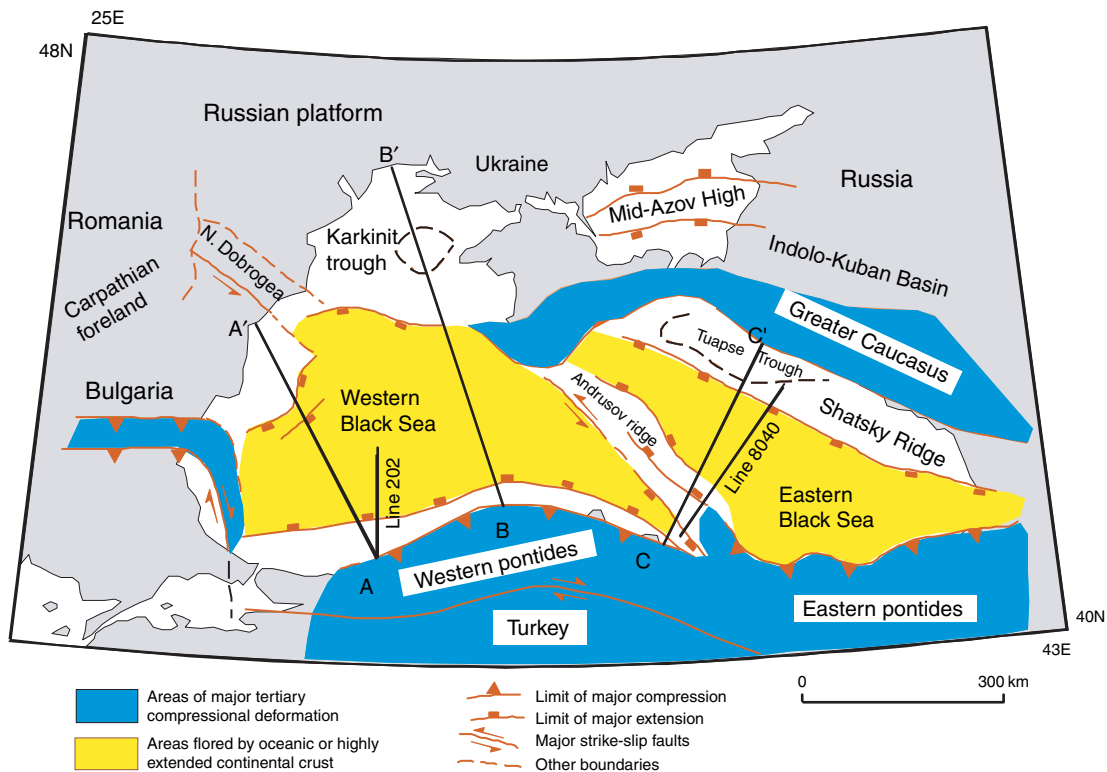 25E
48N
Russian platform
B′
Ukraine
Russia
Romania
Karkinit
trough
Mid-Azov High
N. Dobrogea
Indolo-Kuban Basin
Carpathian
foreland
A′
Greater Caucasus
Tuapse
C′
Trough
Bulgaria
Western
Black Sea
Andrusov ridge
Shatsky Ridge
Line 202
Line 8040
Eastern
Black Sea
B
C
A
Western pontides
Eastern pontides
Turkey
40N
43E
0
300 km
Areas of major tertiary
compressional deformation
Areas flored by oceanic or highly
extended continental crust
Limit of major compression
Limit of major extension
Major strike-slip faults
Other boundaries